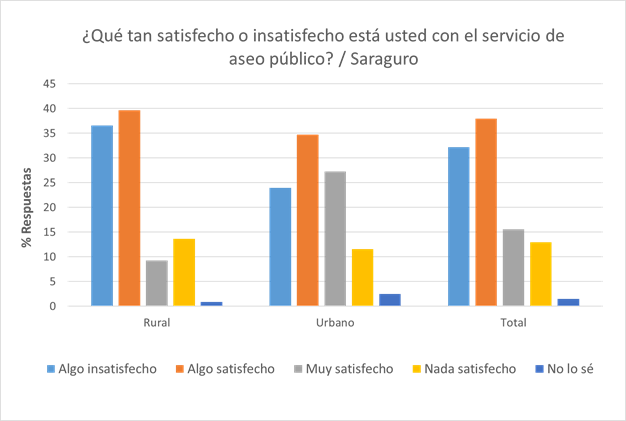 ¿Qué tan satisfecho o insatisfecho está usted con el servicio de
aseo público? / Saraguro
% Respuestas
45
40
35
30
25
20
15
10
5
0
Rural Urbano Total
Algo insatisfecho Algo satisfecho Muy satisfecho Nada satisfecho No lo sé